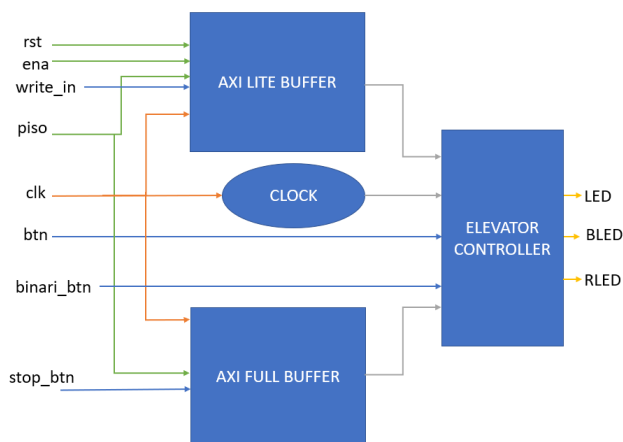 rst
ena
write_in
piso
clk
btn
binari_btn
stop_btn
AXI LITE BUFFER
CLOCK
AXI FULL BUFFER
ELEVATOR
CONTROLLER
LED
BLED
RLED